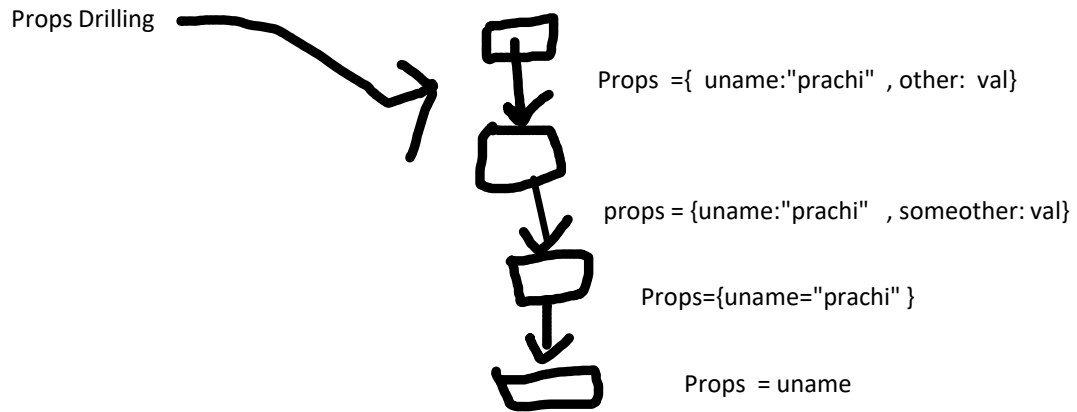 Props Drilling
Props ={ uname:"prachi" , other: val}
props = {uname:"prachi" , someother: val}
Props={uname="prachi" }
Props = uname